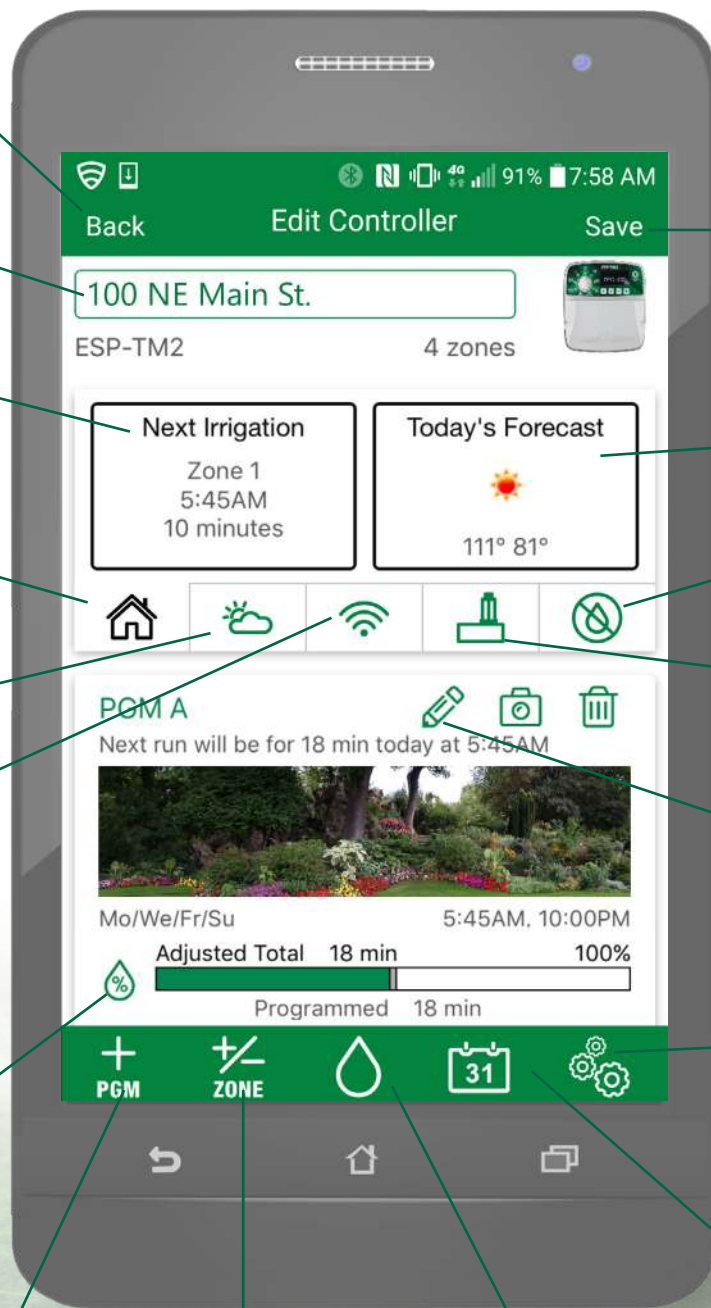 4G 91% 7:58 AM
Back Edit Controller Save
100 NE Main St.
ESP-TM2 4 zones
Next Irrigation Today's Forecast
Zone 1
5:45AM
10 minutes 111° 81°
PGM A
Next run will be for 18 min today at 5:45AM
Mo/We/Fr/Su 5:45AM, 10:00PM
Adjusted Total 18 min 100%
%
Programmed 18 min
PGM ZONE 31